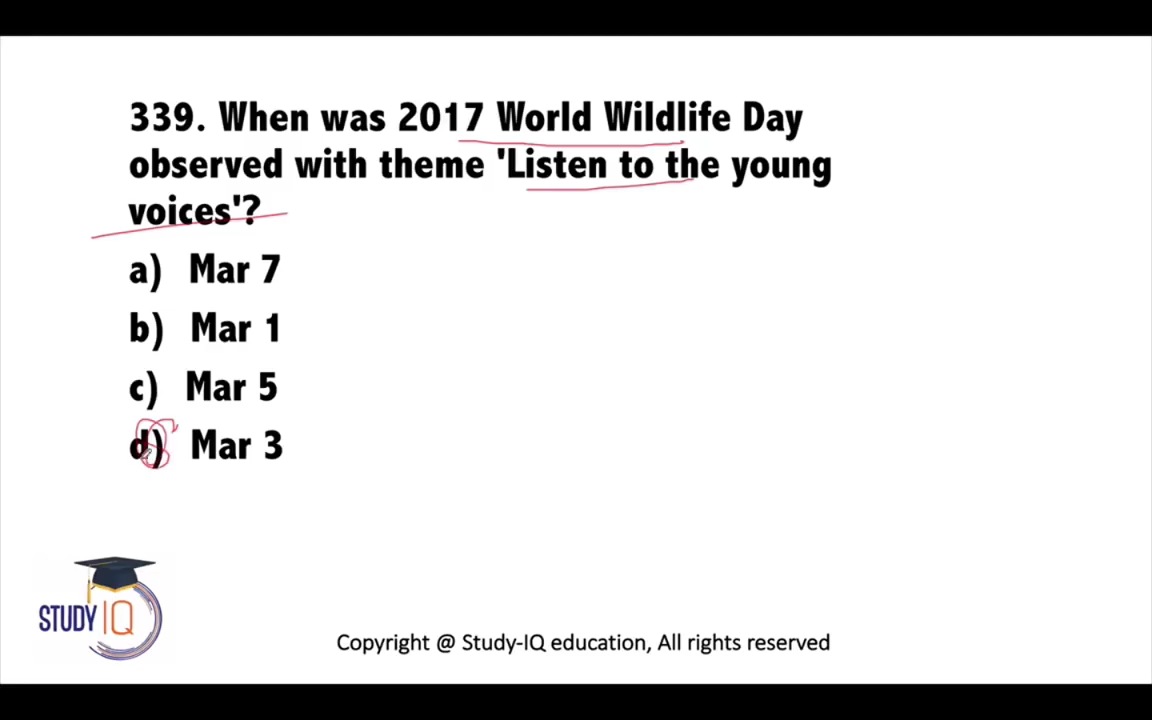 339. When was 2017 World Wildlife Day
observed with theme 'Listen to the young
voices'?
a) Mar 7
b) Mar 1
c) Mar 5
d) Mar 3
STUDY IQ
Copyright @ Study-IQ education, All rights reserved